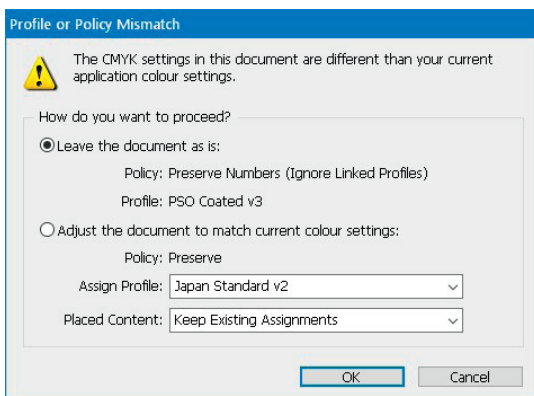 Profile or Policy Mismatch
The CMYK settings in this document are different than your current
application colour settings.
How do you want to proceed?
Leave the document as is:
Policy: Preserve Numbers (Ignore Linked Profiles)
Profile: PSO Coated v3
Adjust the document to match current colour settings:
Policy: Preserve
Assign Profile: Japan Standard v2
Placed Content: Keep Existing Assignments
OK Cancel